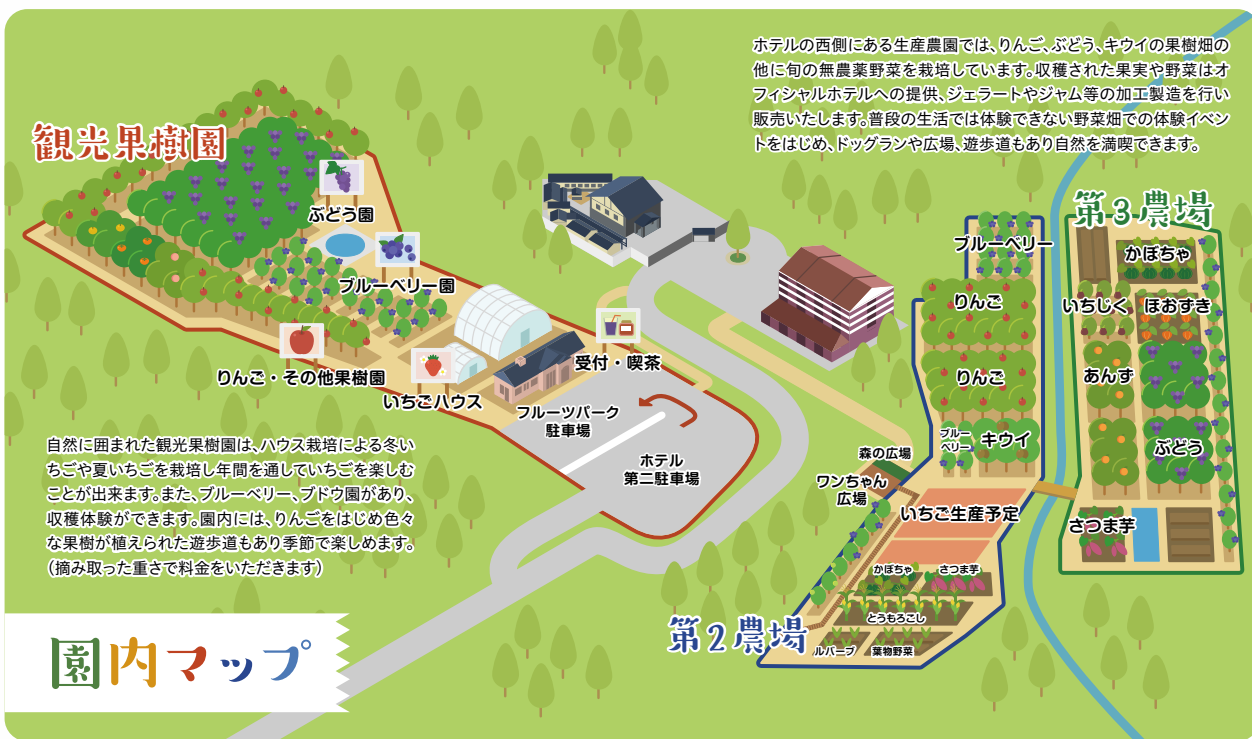 ホテルの西側にある生産農園では、りんご、ぶどう、キウイの果樹畑の
他に旬の無農薬野菜を栽培しています。収穫された果実や野菜はオ
フィシャルホテルへの提供、ジェラートやジャム等の加工製造を行い
販売いたします。普段の生活では体験できない野菜畑での体験イベン
トをはじめ、ドッグランや広場、遊歩道もあり自然を満喫できます。
観光果樹園
ぶどう園
ブルーベリー園
りんご・その他果樹園
いちごハウス
受付・喫茶
フルーツパーク
駐車場
ホテル
第二駐車場
自然に囲まれた観光果樹園は、ハウス栽培による冬い
ちごや夏いちごを栽培し年間を通していちごを楽しむ
ことが出来ます。また、ブルーベリー、ブドウ園があり、
収穫体験ができます。園内には、りんごをはじめ色々
な果樹が植えられた遊歩道もあり季節で楽しめます。
（摘み取った重さで料金をいただきます）
第3農場
かぼちゃ
いちじく
ほおずき
あんず
ぶどう
さつま芋
ブルーベリー
りんご
りんご
ブルー
ベリー
キウイ
森の広場
ワンちゃん
広場
いちご生産予定
かぼちゃ
さつま芋
とうもろこし
ルバーブ
葉物野菜
第2農場
園内マップ